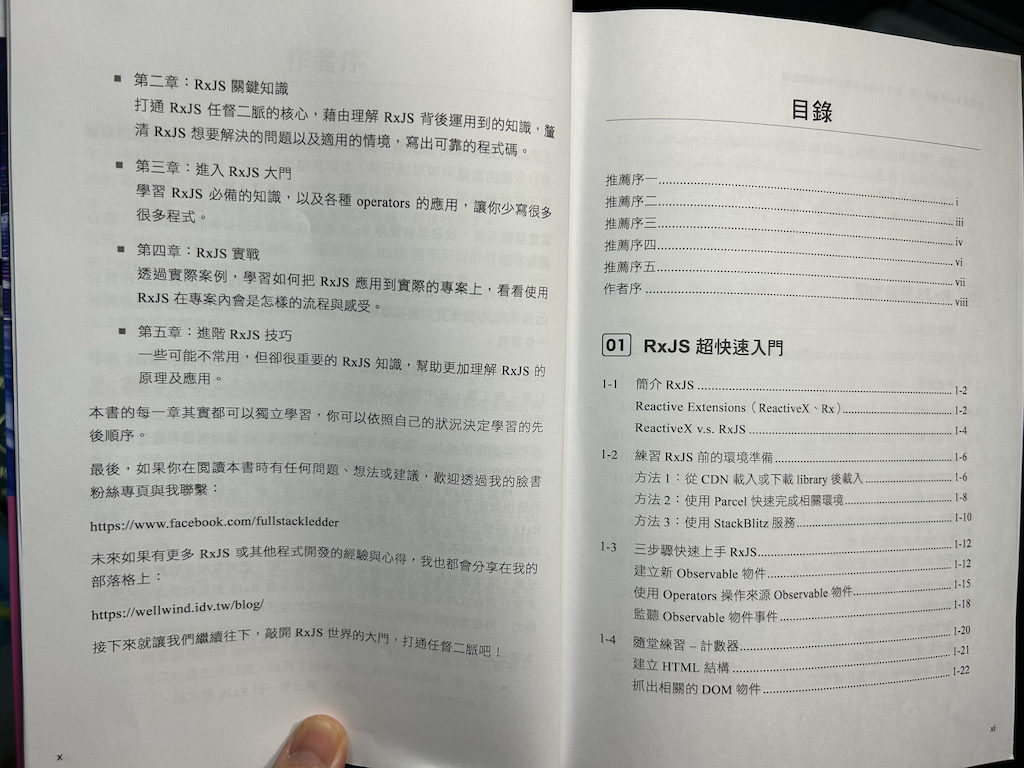 ■ 第二章：RxJS 關鍵知識
打通 RxJS 任督二脈的核心，藉由理解 RxJS 背後運用到的知識，釐
清 RxJS 想要解決的問題以及適用的情境，寫出可靠的程式碼。
■ 第三章：進入 RxJS 大門
學習 RxJS 必備的知識，以及各種 operators 的應用，讓你少寫很多
很多程式。
■ 第四章：RxJS 實戰
透過實際案例，學習如何把 RxJS 應用到實際的專案上，看看使用
RxJS 在專案內會是怎樣的流程與感受。
■ 第五章：進階 RxJS 技巧
一些可能不常用，但卻很重要的 RxJS 知識，幫助更加理解 RxJS 的
原理及應用。
本書的每一章其實都可以獨立學習，你可以依照自己的狀況決定學習的先
後順序。
最後，如果你在閱讀本書時有任何問題、想法或建議，歡迎透過我的臉書
粉絲專頁與我聯繫：
https://www.facebook.com/fullstackledder
未來如果有更多 RxJS 或其他程式開發的經驗與心得，我也都會分享在我的
部落格上：
https://wellwind.idv.tw/blog/
接下來就讓我們繼續往下，敲開 RxJS 世界的大門，打通任督二脈吧！
x
目錄
推薦序一 i
推薦序二 iii
推薦序三 iv
推薦序四 vi
推薦序五 vii
作者序 viii
01 RxJS 超快速入門
1-1 簡介 RxJS 1-2
Reactive Extensions（ReactiveX、Rx） 1-2
ReactiveX v.s. RxJS 1-4
1-2 練習 RxJS 前的環境準備 1-6
方法 1：從 CDN 載入或下載 library 後載入 1-6
方法 2：使用 Parcel 快速完成相關環境 1-8
方法 3：使用 StackBlitz 服務 1-10
1-3 三步驟快速上手 RxJS 1-12
建立新 Observable 物件 1-12
使用 Operators 操作來源 Observable 物件 1-15
監聽 Observable 物件事件 1-18
1-4 隨堂練習 – 計數器 1-20
建立 HTML 結構 1-21
抓出相關的 DOM 物件 1-22
xi